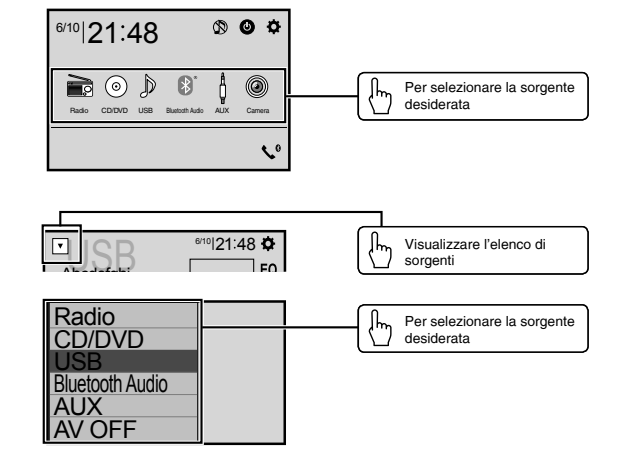 6/10 21:48
Radio CD/DVD USB Bluetooth Audio AUX Camera
Per selezionare la sorgente
desiderata
USB
6/10 21:48
EQ
Visualizzare l'elenco di
sorgenti
Radio
CD/DVD
USB
Bluetooth Audio
AUX
AV OFF
Per selezionare la sorgente
desiderata